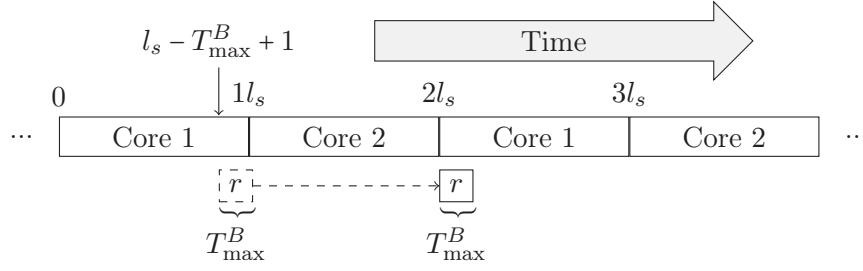 l_s − T^B_max + 1
Time
0 1l_s 2l_s 3l_s
... Core 1 Core 2 Core 1 Core 2 ..
r r
T^B_max T^B_max